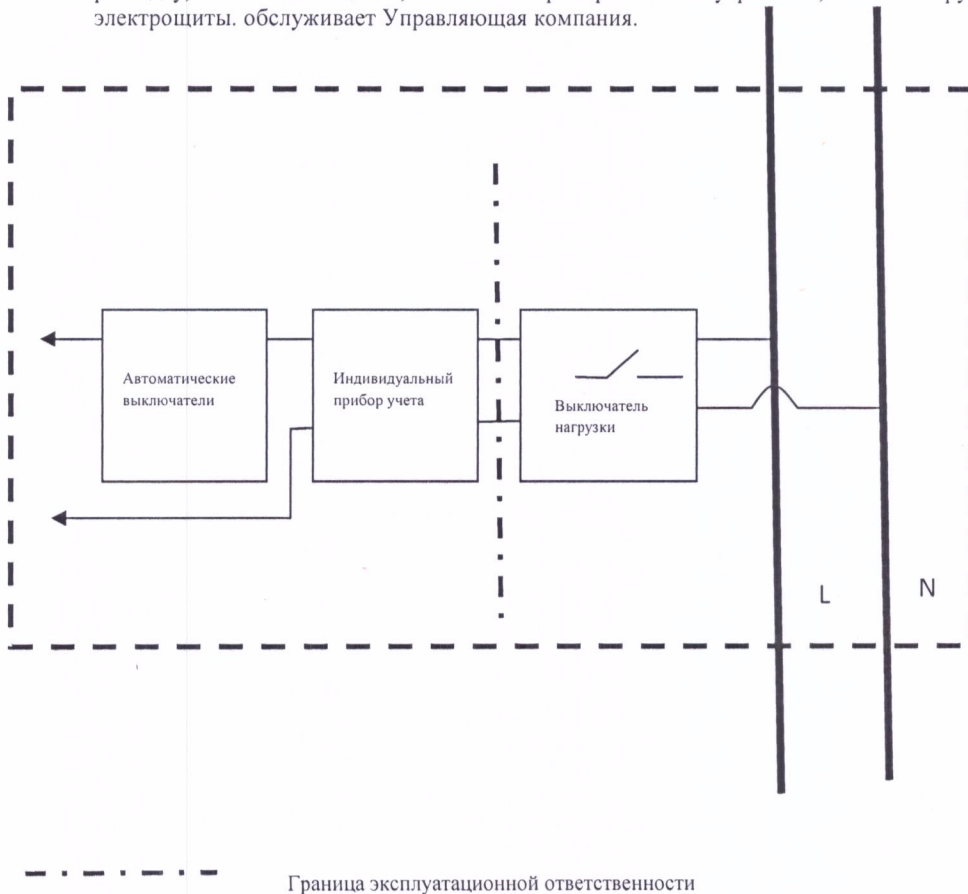 электрощиты. обслуживает Управляющая компания.
Автоматические
выключатели
Индивидуальный
прибор учета
Выключатель
нагрузки
L
N
Граница эксплуатационной ответственности